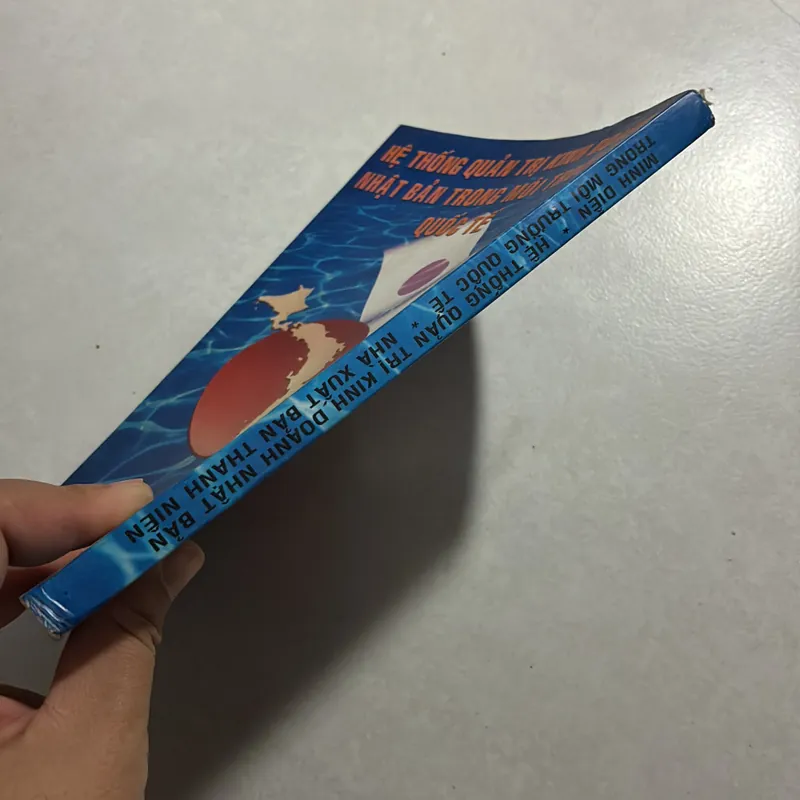 HỆ THỐNG QUẢN TRỊ KINH
NHẬT BẢN TRONG MÔI
QUỐC TẾ
MINH DIỆN * HỆ THỐNG QUẢN TRỊ KINH DOANH NHẬT BẢN
TRONG MÔI TRƯỜNG QUỐC TẾ * NHÀ XUẤT BẢN THANH NIÊN